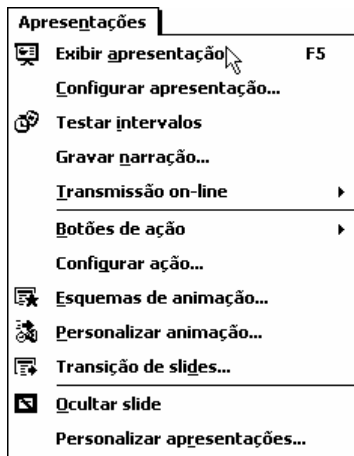 Apresentações
Exibir apresentação F5
Configurar apresentação...
Testar intervalos
Gravar narração...
Transmissão on-line
Botões de ação
Configurar ação...
Esquemas de animação...
Personalizar animação...
Transição de slides...
Ocultar slide
Personalizar apresentações...